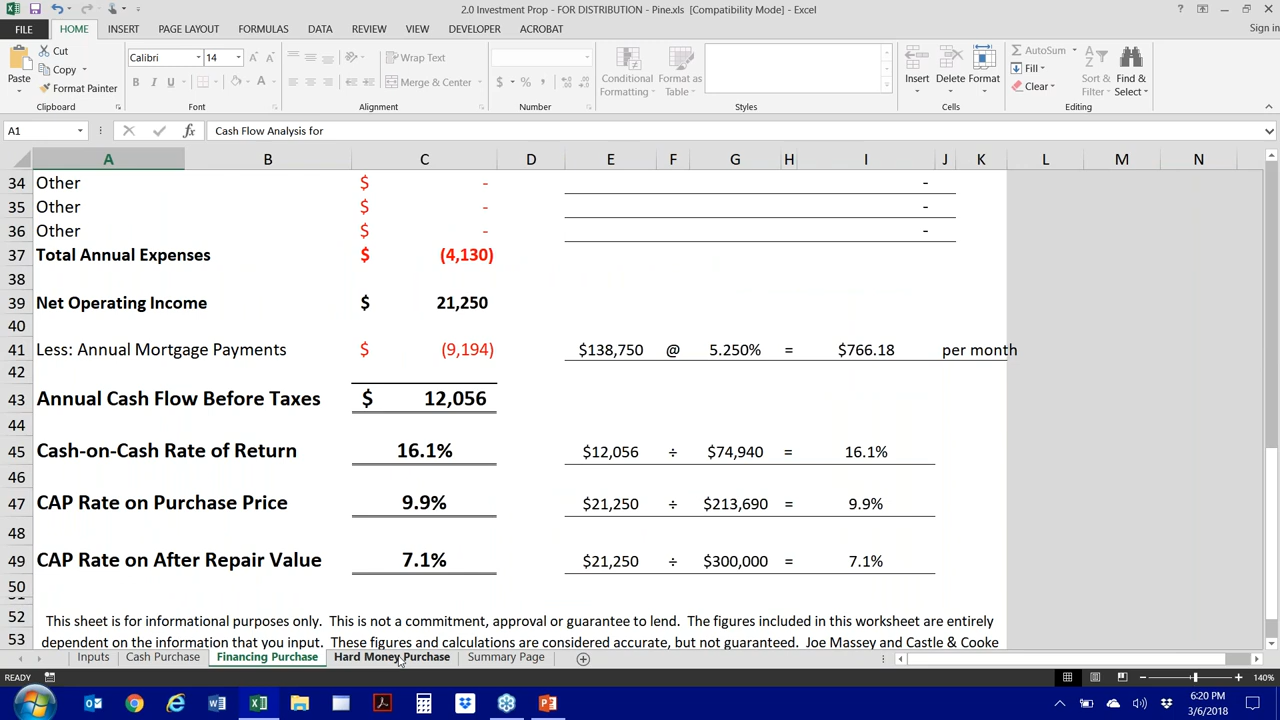 2.0 Investment Prop - FOR DISTRIBUTION - Pine.xls [Compatibility Mode] - Excel
FILE HOME INSERT PAGE LAYOUT FORMULAS DATA REVIEW VIEW DEVELOPER ACROBAT Sign in
Paste Cut Copy Format Painter Calibri 14 Wrap Text Merge & Center Conditional Formatting Format as Table Insert Delete Format AutoSum Fill Clear Sort & Filter Find & Select
Clipboard Font Alignment Number Styles Cells Editing
A1 fx Cash Flow Analysis for
A B C D E F G H I J K L M N
34 Other $ - -
35 Other $ - -
36 Other $ - -
37 Total Annual Expenses $ (4,130)
38
39 Net Operating Income $ 21,250
40
41 Less: Annual Mortgage Payments $ (9,194) $138,750 @ 5.250% = $766.18 per month
42
43 Annual Cash Flow Before Taxes $ 12,056
44
45 Cash-on-Cash Rate of Return 16.1% $12,056 ÷ $74,940 = 16.1%
46
47 CAP Rate on Purchase Price 9.9% $21,250 ÷ $213,690 = 9.9%
48
49 CAP Rate on After Repair Value 7.1% $21,250 ÷ $300,000 = 7.1%
50
52 This sheet is for informational purposes only. This is not a commitment, approval or guarantee to lend. The figures included in this worksheet are entirely
53 dependent on the information that you input. These figures and calculations are considered accurate, but not guaranteed. Joe Massey and Castle & Cooke
Inputs Cash Purchase Financing Purchase Hard Money Purchase Summary Page
READY 140%
6:20 PM
3/6/2018